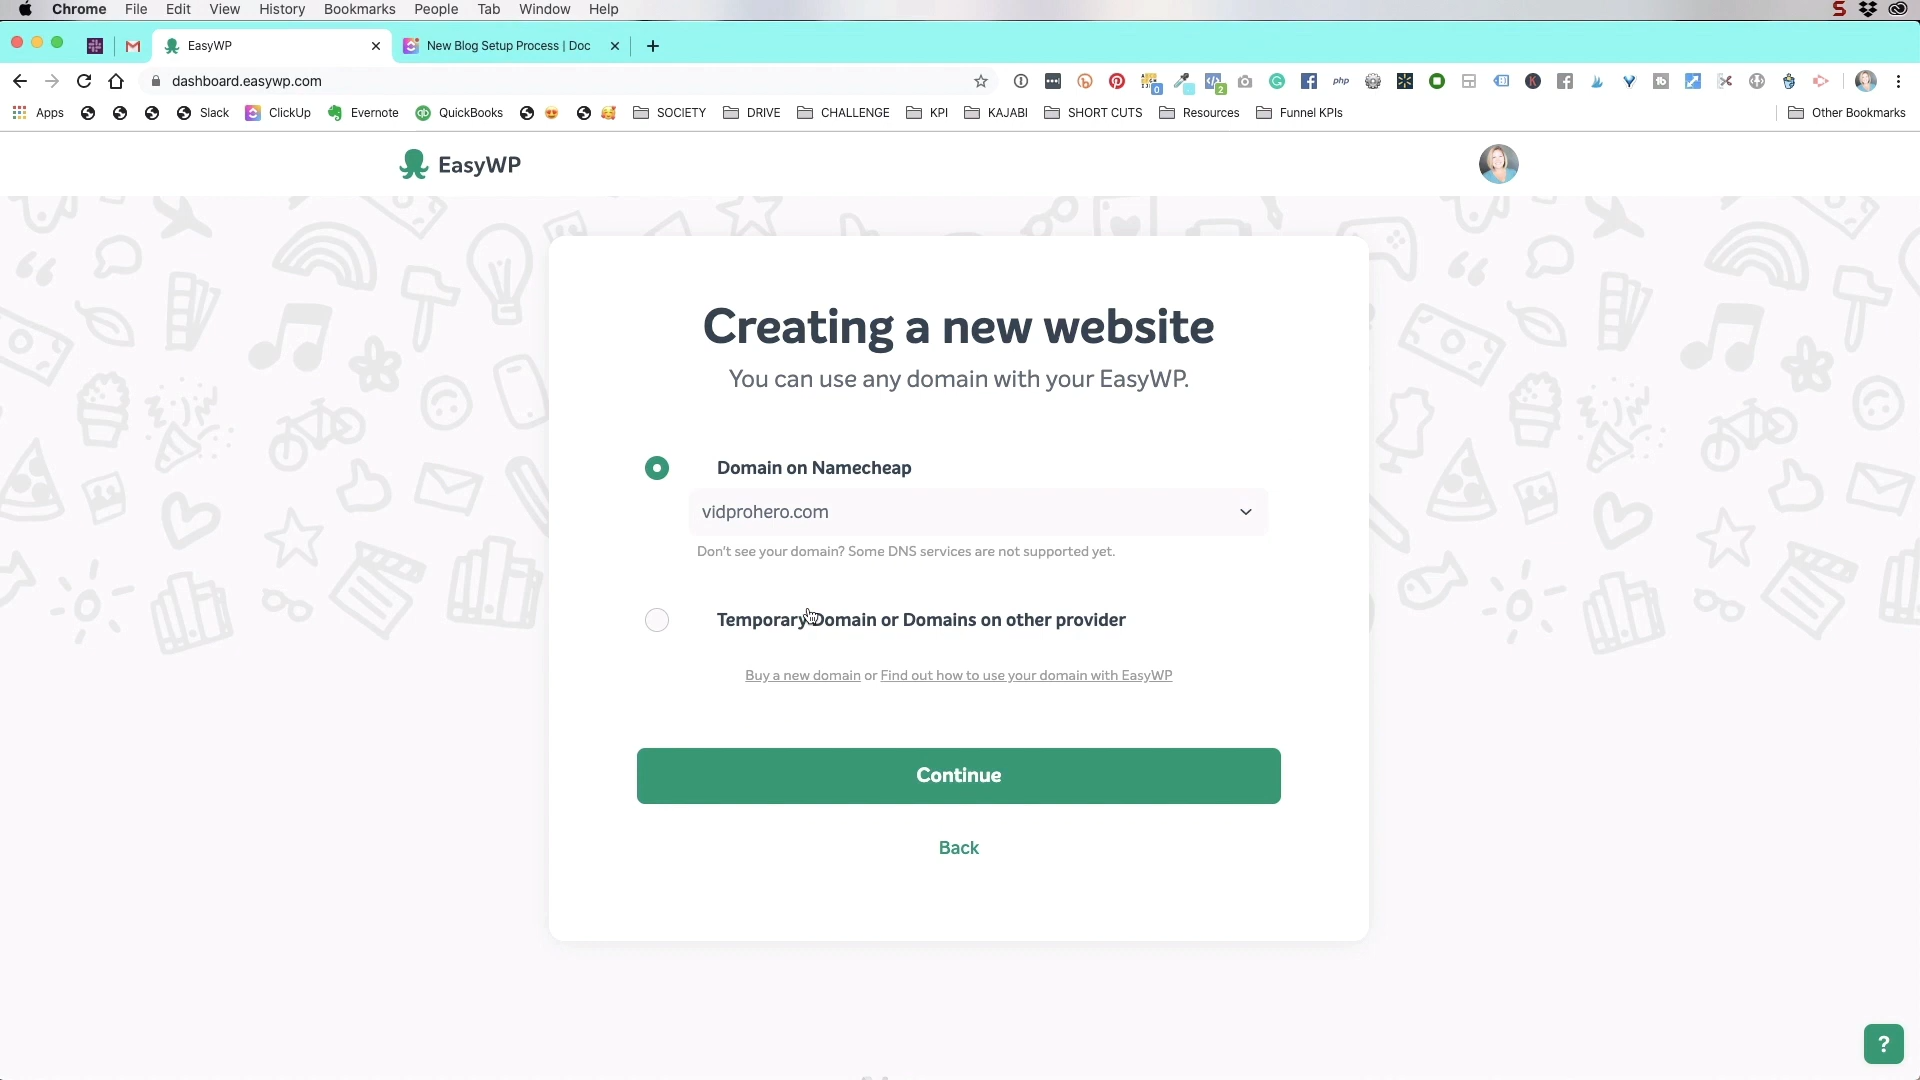 Chrome File Edit View History Bookmarks People Tab Window Help
EasyWP
New Blog Setup Process | Doc
dashboard.easywp.com
php
0
2
Apps Slack ClickUp Evernote QuickBooks SOCIETY DRIVE CHALLENGE KPI KAJABI SHORT CUTS Resources Funnel KPIs Other Bookmarks
EasyWP
Creating a new website
You can use any domain with your EasyWP.
Domain on Namecheap
vidprohero.com
Don't see your domain? Some DNS services are not supported yet.
Temporary Domain or Domains on other provider
Buy a new domain or Find out how to use your domain with EasyWP
Continue
Back
?